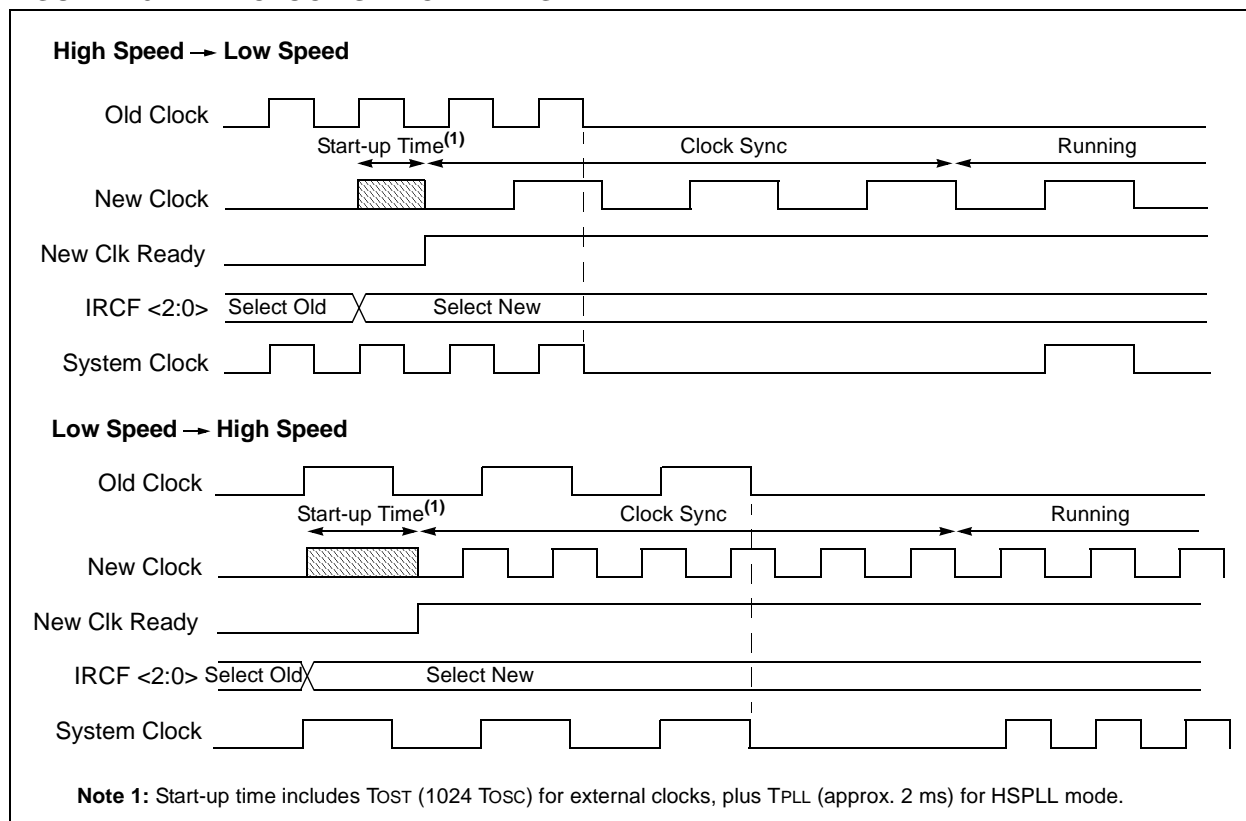 High Speed → Low Speed
Old Clock
Start-up Time(1) Clock Sync Running
New Clock
New Clk Ready
IRCF <2:0> Select Old Select New
System Clock
Low Speed → High Speed
Old Clock
Start-up Time(1) Clock Sync Running
New Clock
New Clk Ready
IRCF <2:0> Select Old Select New
System Clock
Note 1: Start-up time includes TOST (1024 TOSC) for external clocks, plus TPLL (approx. 2 ms) for HSPLL mode.